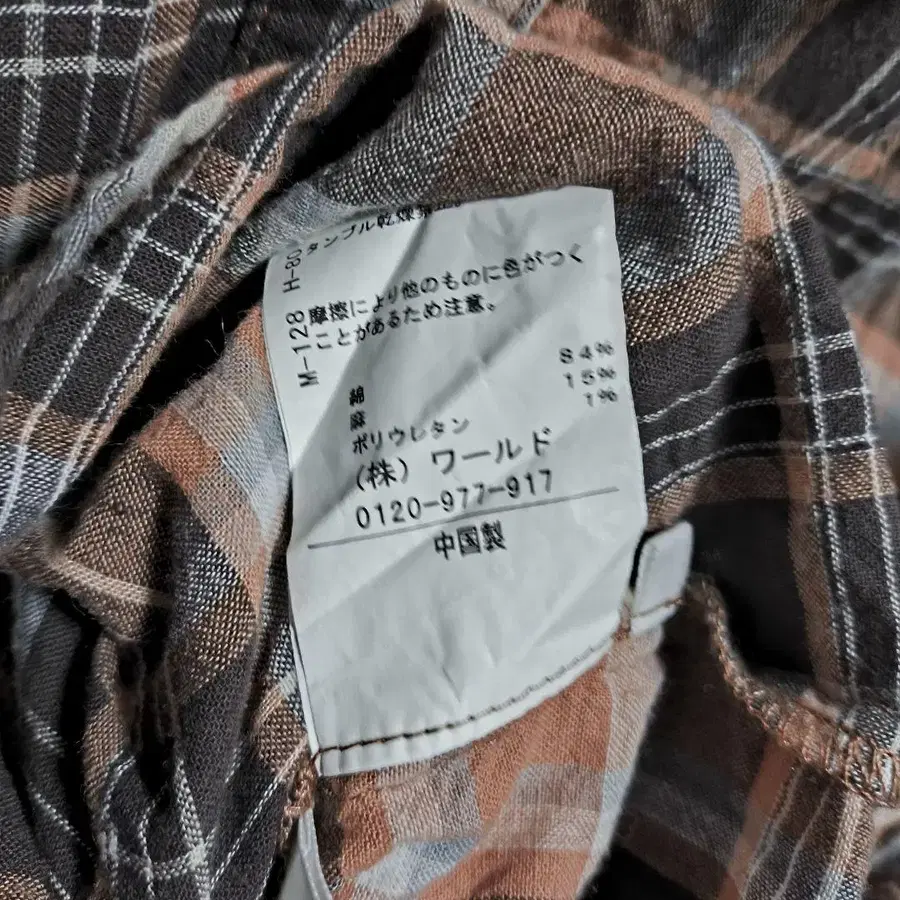 H-80 タンブル乾燥
M-128 摩擦により他のものに色がつく
ことがあるため注意。
綿 84%
麻 15%
ポリウレタン 1%
(株) ワールド
0120-977-917
中国製